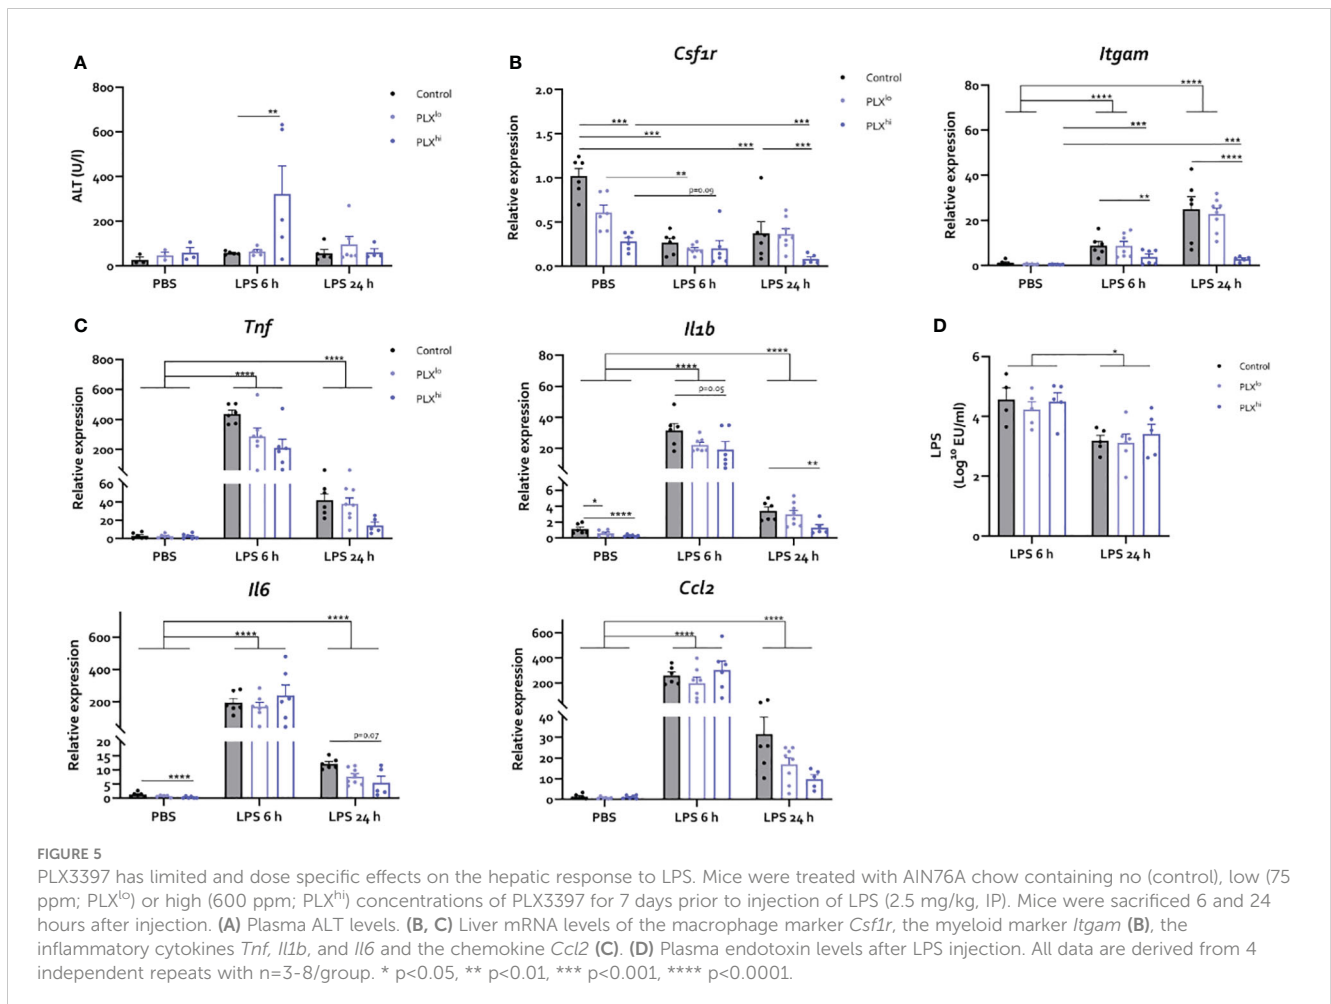 A
ALT (U/l)
800
600
400
200
0
**
Control
PLXlo
PLXhi
PBS
LPS 6 h
LPS 24 h
B
Csf1r
Relative expression
2.0
1.5
1.0
0.5
0.0
***
***
***
***
***
**
p=0.09
Control
PLXlo
PLXhi
PBS
LPS 6 h
LPS 24 h
Itgam
Relative expression
80
60
40
20
0
****
****
***
***
****
**
PBS
LPS 6 h
LPS 24 h
C
Tnf
Relative expression
800
600
400
200
60
40
20
0
****
****
Control
PLXlo
PLXhi
PBS
LPS 6 h
LPS 24 h
Il1b
Relative expression
80
60
40
20
6
4
2
0
****
****
p=0.05
**
*
****
PBS
LPS 6 h
LPS 24 h
D
LPS
(Log10 EU/ml)
6
4
2
0
*
Control
PLXlo
PLXhi
LPS 6 h
LPS 24 h
Il6
Relative expression
600
400
200
20
15
10
5
0
****
****
p=0.07
****
PBS
LPS 6 h
LPS 24 h
Ccl2
Relative expression
600
400
200
40
30
20
10
0
****
****
PBS
LPS 6 h
LPS 24 h
FIGURE 5
PLX3397 has limited and dose specific effects on the hepatic response to LPS. Mice were treated with AIN76A chow containing no (control), low (75
ppm; PLXlo) or high (600 ppm; PLXhi) concentrations of PLX3397 for 7 days prior to injection of LPS (2.5 mg/kg, IP). Mice were sacrificed 6 and 24
hours after injection. (A) Plasma ALT levels. (B, C) Liver mRNA levels of the macrophage marker Csf1r, the myeloid marker Itgam (B), the
inflammatory cytokines Tnf, Il1b, and Il6 and the chemokine Ccl2 (C). (D) Plasma endotoxin levels after LPS injection. All data are derived from 4
independent repeats with n=3-8/group. * p<0.05, ** p<0.01, *** p<0.001, **** p<0.0001.